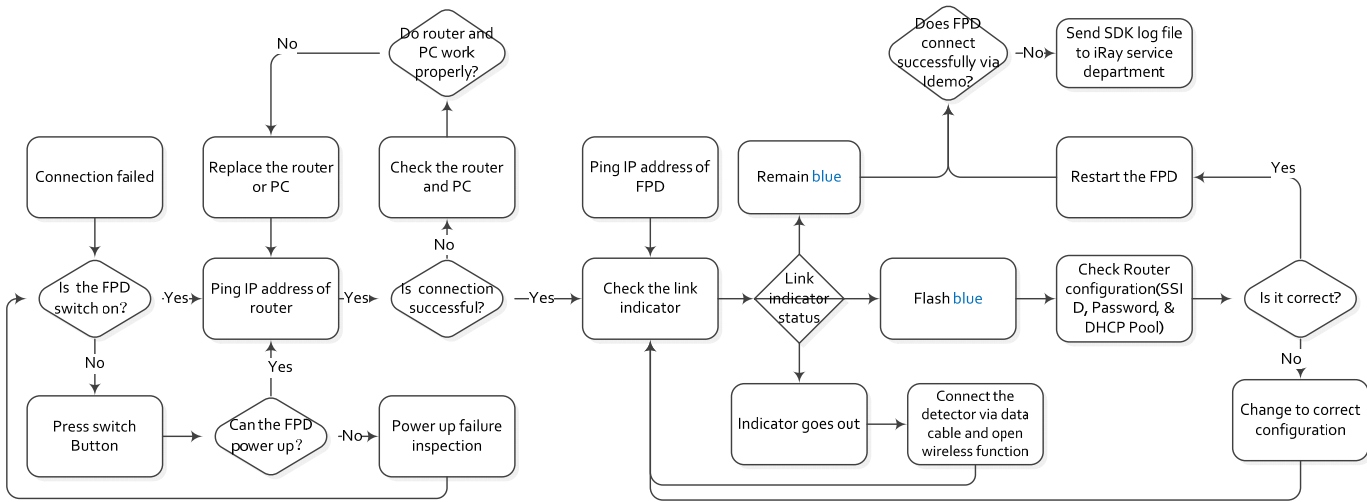 Does FPD
connect
successfully via
Idemo?
No
Send SDK log file
to iRay service
department
Do router and
PC work
properly?
No
Connection failed
Replace the router
or PC
Check the router
and PC
Ping IP address of
FPD
Remain blue
Restart the FPD
Yes
No
Is the FPD
switch on?
Yes
Ping IP address of
router
Yes
Is connection
successful?
Yes
Check the link
indicator
Link
indicator
status
Flash blue
Check Router
configuration(SSI
D, Password, &
DHCP Pool)
Is it correct?
No
Yes
No
Press switch
Button
Can the FPD
power up?
No
Power up failure
inspection
Indicator goes out
Connect the
detector via data
cable and open
wireless function
Change to correct
configuration